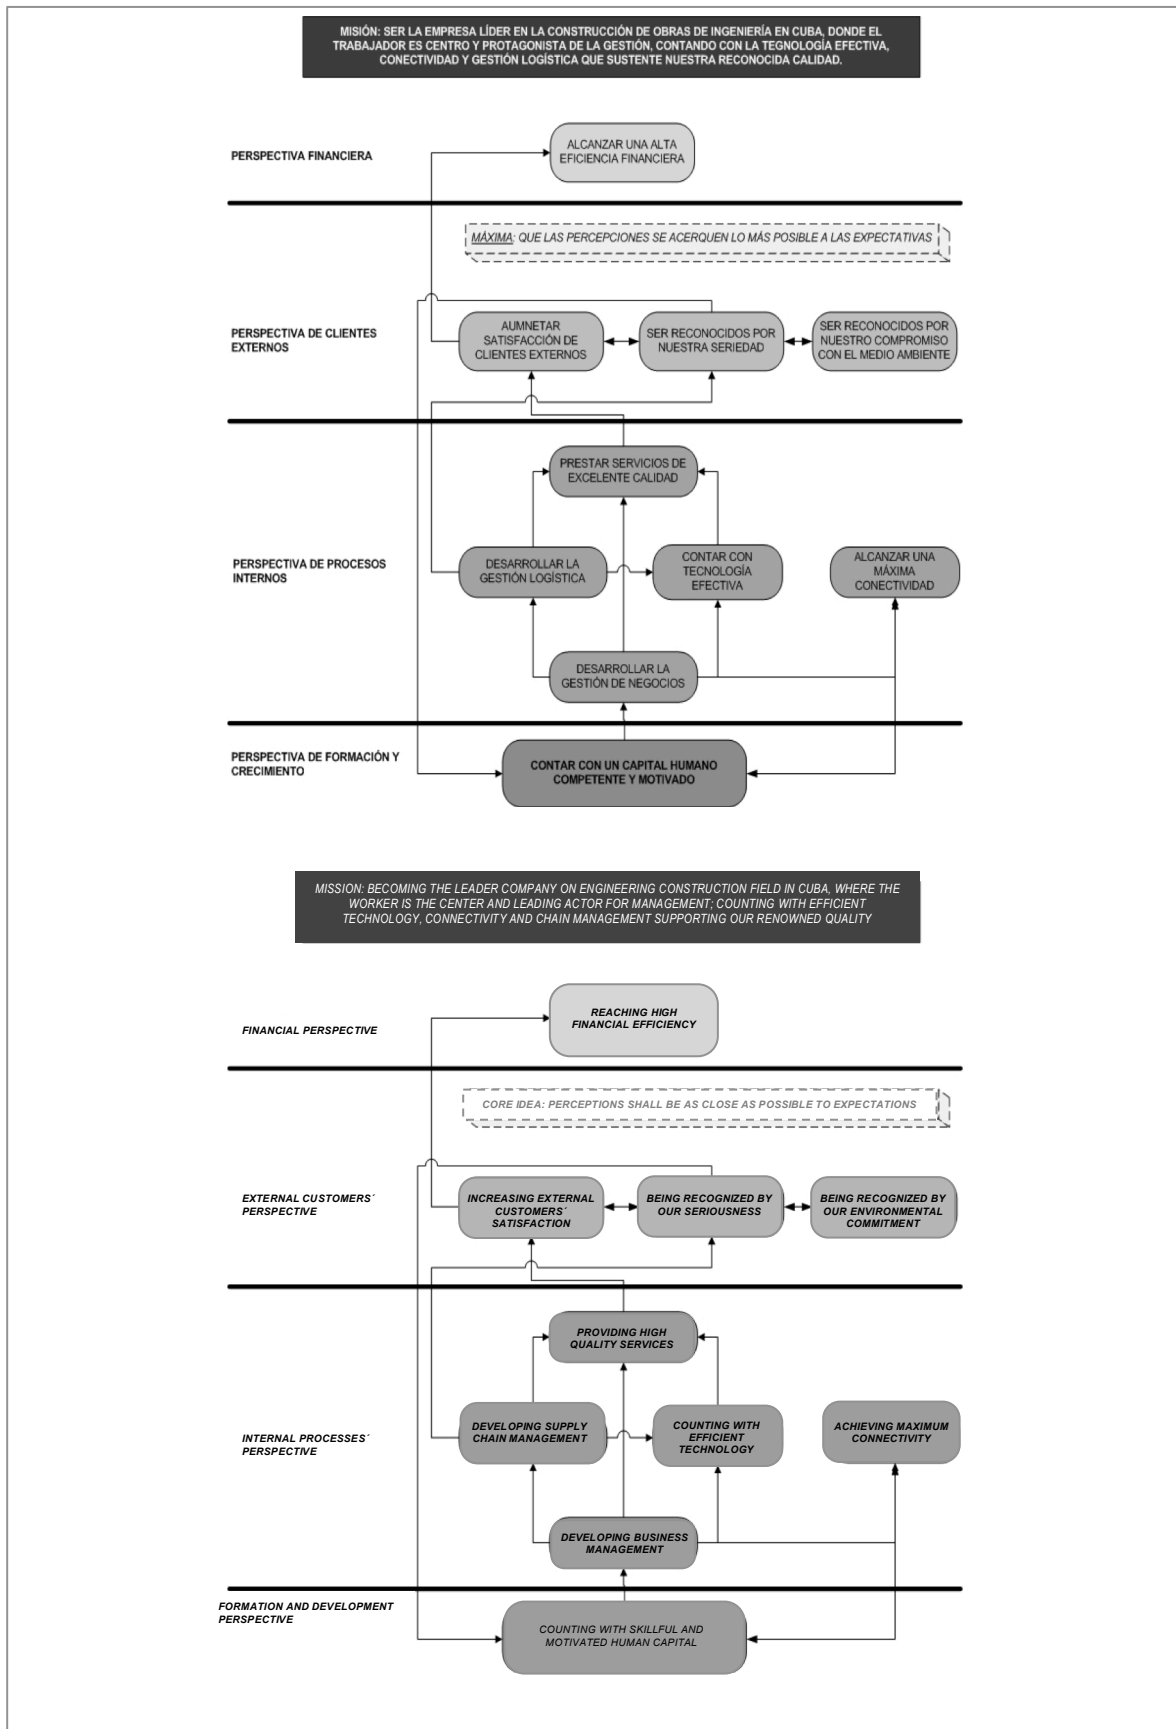 MISIÓN: SER LA EMPRESA LÍDER EN LA CONSTRUCCIÓN DE OBRAS DE INGENIERÍA EN CUBA, DONDE EL
TRABAJADOR ES CENTRO Y PROTAGONISTA DE LA GESTIÓN, CONTANDO CON LA TEGNOLOGÍA EFECTIVA,
CONECTIVIDAD Y GESTIÓN LOGÍSTICA QUE SUSTENTE NUESTRA RECONOCIDA CALIDAD.
PERSPECTIVA FINANCIERA
ALCANZAR UNA ALTA
EFICIENCIA FINANCIERA
MÁXIMA: QUE LAS PERCEPCIONES SE ACERQUEN LO MÁS POSIBLE A LAS EXPECTATIVAS
PERSPECTIVA DE CLIENTES
EXTERNOS
AUMNETAR
SATISFACCIÓN DE
CLIENTES EXTERNOS
SER RECONOCIDOS POR
NUESTRA SERIEDAD
SER RECONOCIDOS POR
NUESTRO COMPROMISO
CON EL MEDIO AMBIENTE
PRESTAR SERVICIOS DE
EXCELENTE CALIDAD
PERSPECTIVA DE PROCESOS
INTERNOS
DESARROLLAR LA
GESTIÓN LOGÍSTICA
CONTAR CON
TECNOLOGÍA
EFECTIVA
ALCANZAR UNA
MÁXIMA
CONECTIVIDAD
DESARROLLAR LA
GESTIÓN DE NEGOCIOS
PERSPECTIVA DE FORMACIÓN Y
CRECIMIENTO
CONTAR CON UN CAPITAL HUMANO
COMPETENTE Y MOTIVADO
MISSION: BECOMING THE LEADER COMPANY ON ENGINEERING CONSTRUCTION FIELD IN CUBA, WHERE THE
WORKER IS THE CENTER AND LEADING ACTOR FOR MANAGEMENT; COUNTING WITH EFFICIENT
TECHNOLOGY, CONNECTIVITY AND CHAIN MANAGEMENT SUPPORTING OUR RENOWNED QUALITY
FINANCIAL PERSPECTIVE
REACHING HIGH
FINANCIAL EFFICIENCY
CORE IDEA: PERCEPTIONS SHALL BE AS CLOSE AS POSSIBLE TO EXPECTATIONS
EXTERNAL CUSTOMERS´
PERSPECTIVE
INCREASING EXTERNAL
CUSTOMERS´
SATISFACTION
BEING RECOGNIZED BY
OUR SERIOUSNESS
BEING RECOGNIZED BY
OUR ENVIRONMENTAL
COMMITMENT
PROVIDING HIGH
QUALITY SERVICES
INTERNAL PROCESSES´
PERSPECTIVE
DEVELOPING SUPPLY
CHAIN MANAGEMENT
COUNTING WITH
EFFICIENT
TECHNOLOGY
ACHIEVING MAXIMUM
CONNECTIVITY
DEVELOPING BUSINESS
MANAGEMENT
FORMATION AND DEVELOPMENT
PERSPECTIVE
COUNTING WITH SKILLFUL AND
MOTIVATED HUMAN CAPITAL